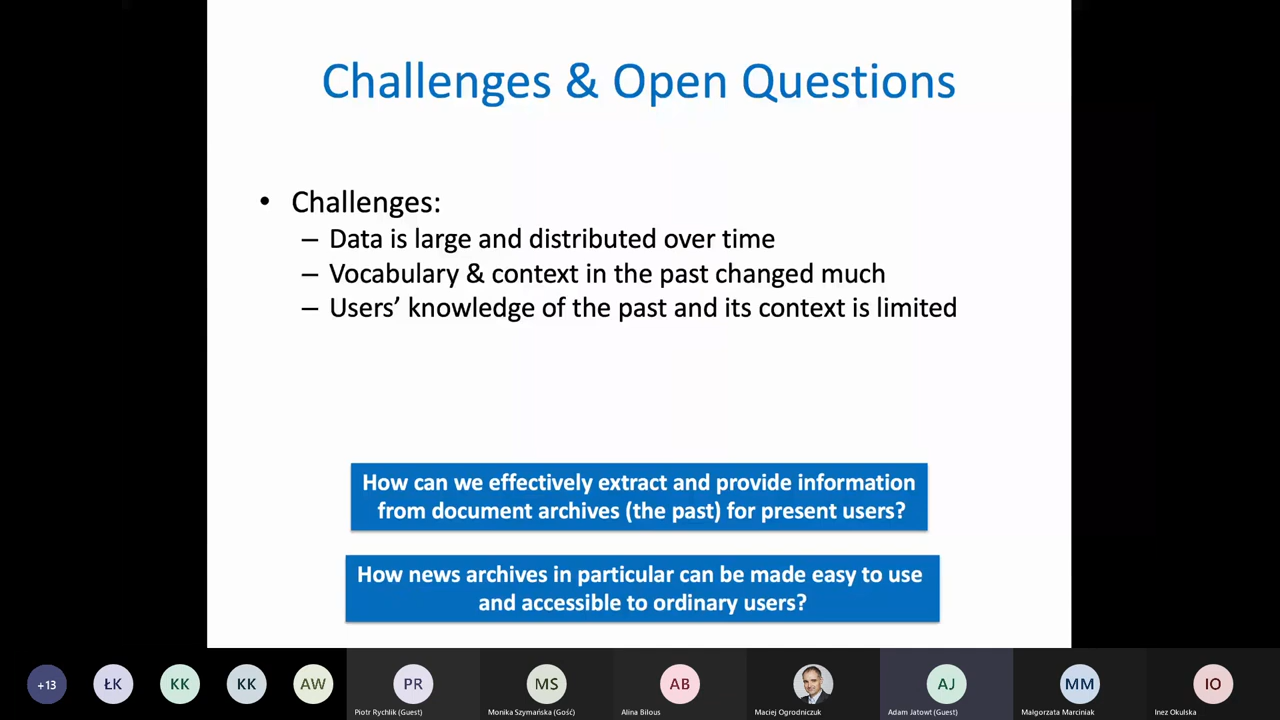 Challenges & Open Questions
• Challenges:
– Data is large and distributed over time
– Vocabulary & context in the past changed much
– Users’ knowledge of the past and its context is limited
How can we effectively extract and provide information
from document archives (the past) for present users?
How news archives in particular can be made easy to use
and accessible to ordinary users?
+13
ŁK
KK
KK
AW
PR
MS
AB
AJ
MM
IO
Piotr Rychlik (Guest)
Monika Szymańska (Gość)
Alina Bilous
Maciej Ogrodniczuk
Adam Jatowt (Guest)
Małgorzata Marciniak
Inez Okulska